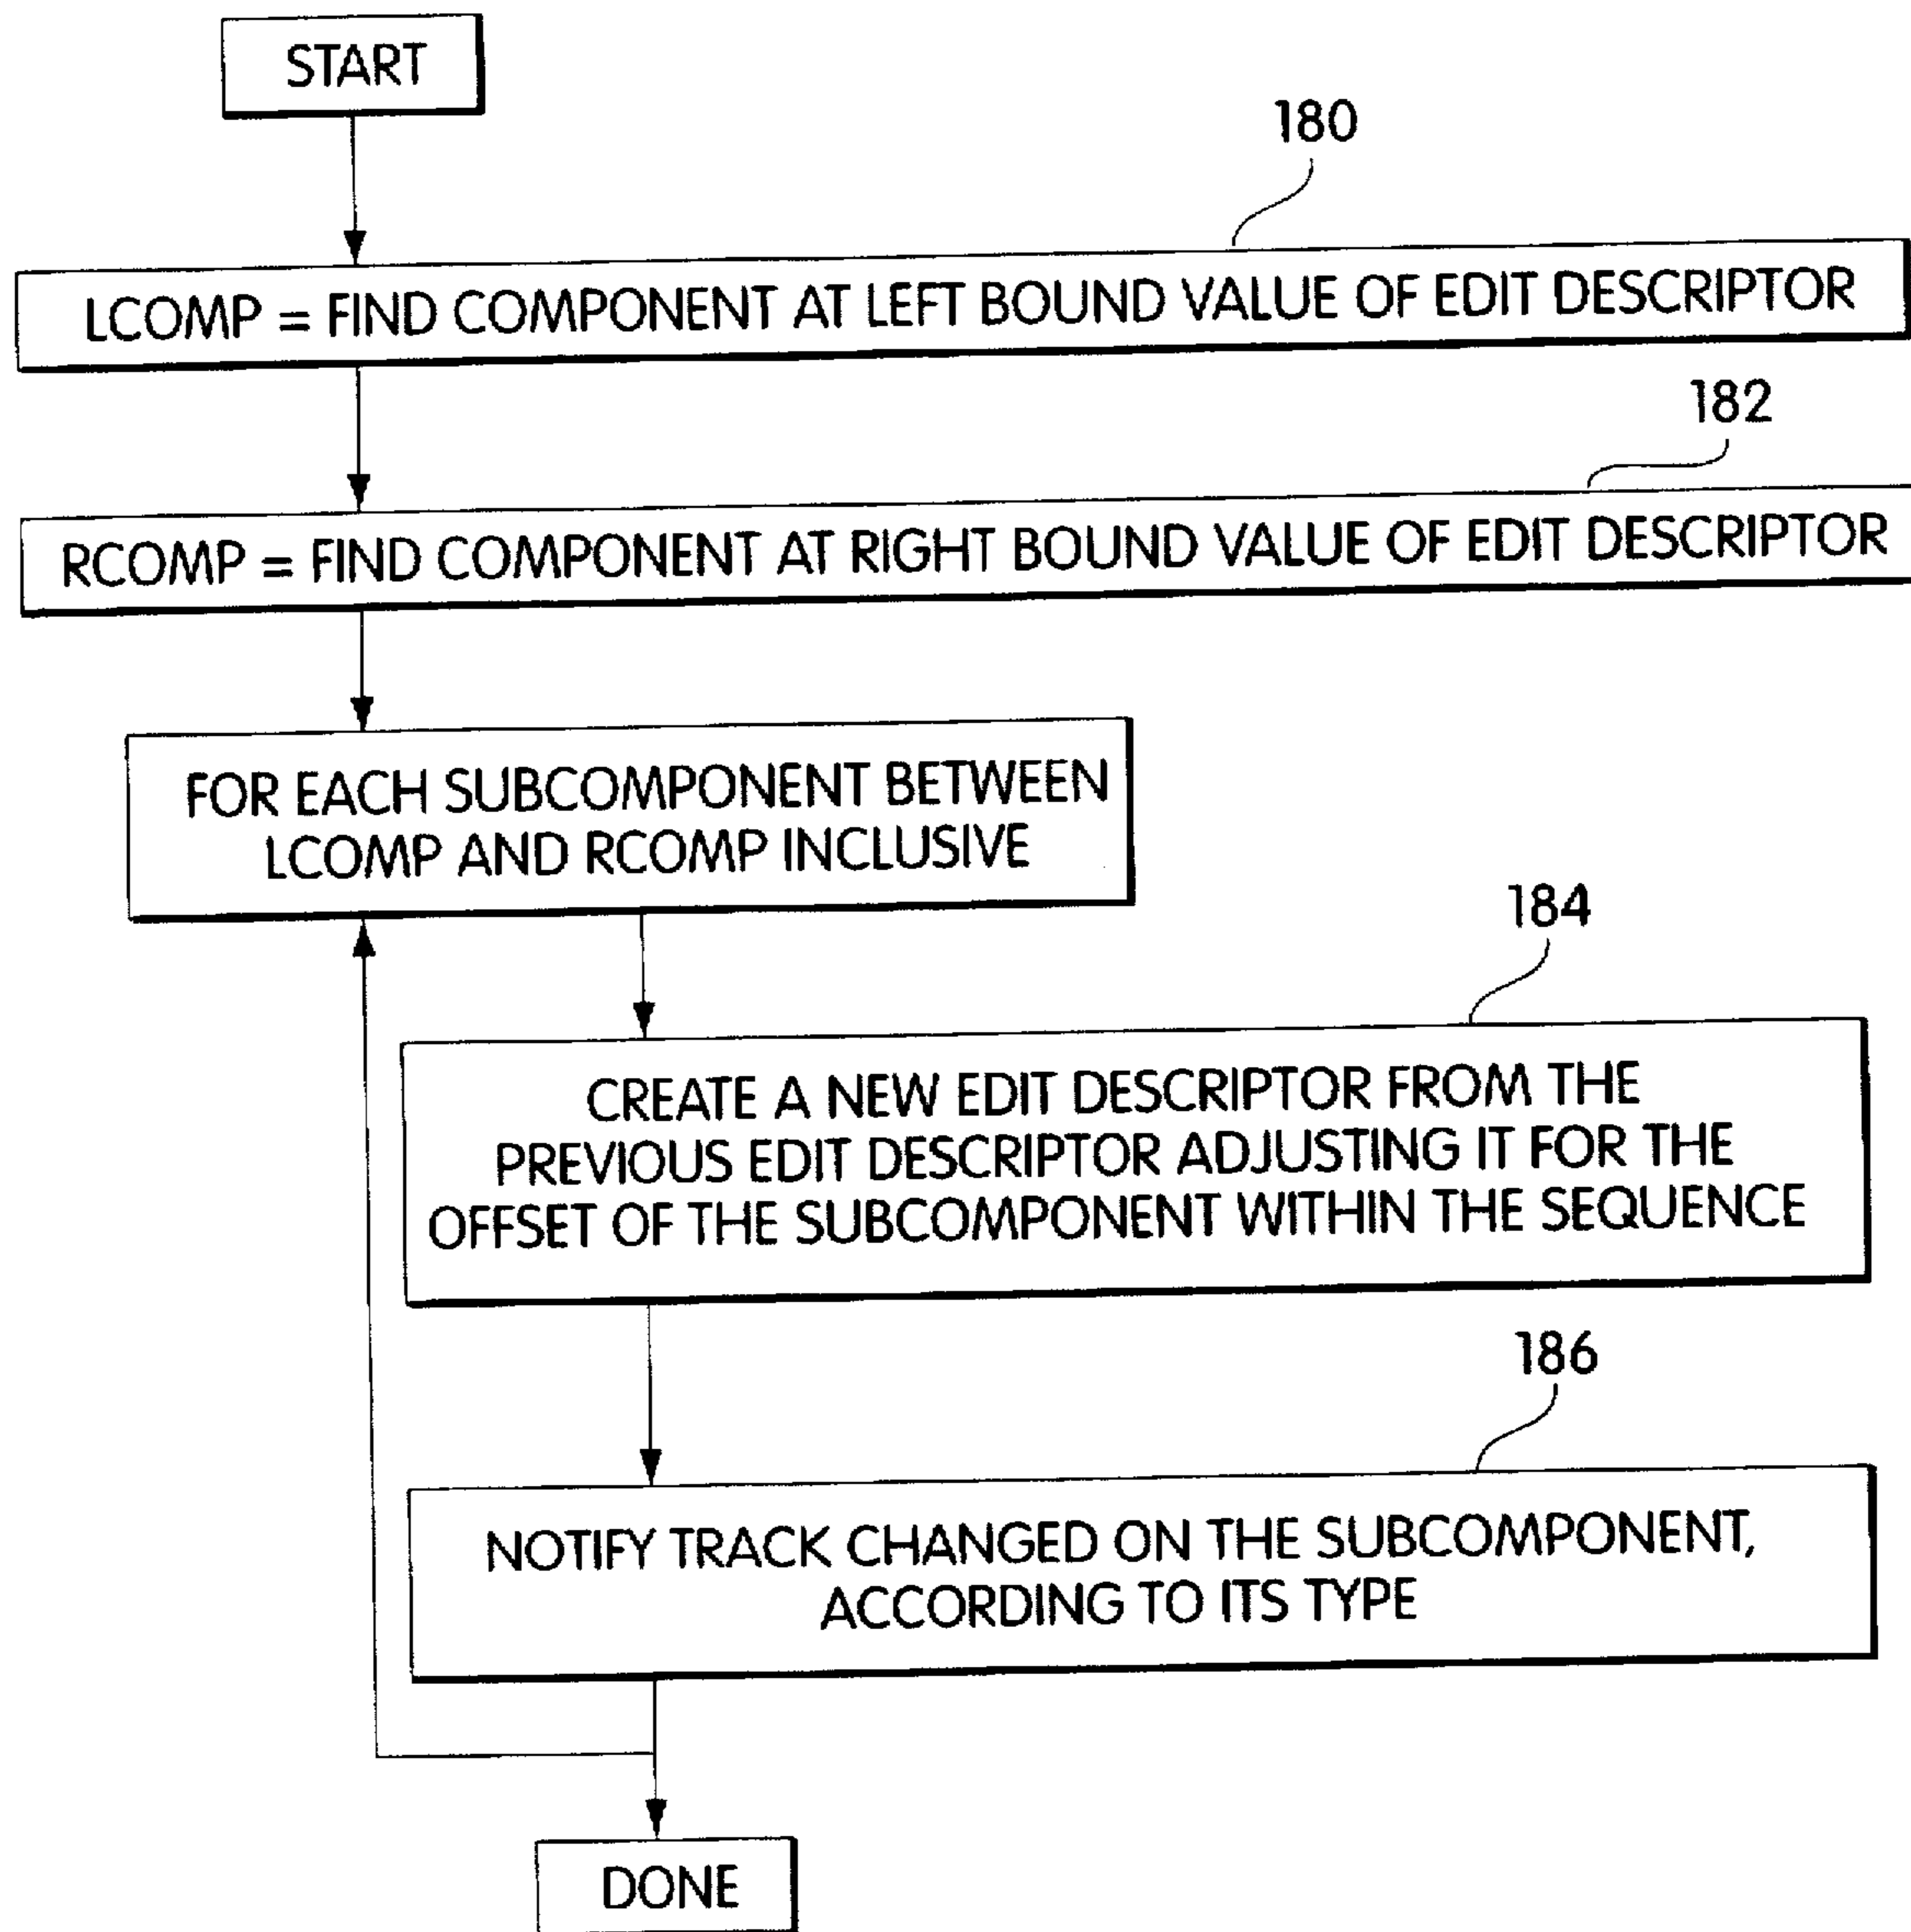 START
180
LCOMP = FIND COMPONENT AT LEFT BOUND VALUE OF EDIT DESCRIPTOR
182
RCOMP = FIND COMPONENT AT RIGHT BOUND VALUE OF EDIT DESCRIPTOR
FOR EACH SUBCOMPONENT BETWEEN
LCOMP AND RCOMP INCLUSIVE
184
CREATE A NEW EDIT DESCRIPTOR FROM THE
PREVIOUS EDIT DESCRIPTOR ADJUSTING IT FOR THE
OFFSET OF THE SUBCOMPONENT WITHIN THE SEQUENCE
186
NOTIFY TRACK CHANGED ON THE SUBCOMPONENT,
ACCORDING TO ITS TYPE
DONE